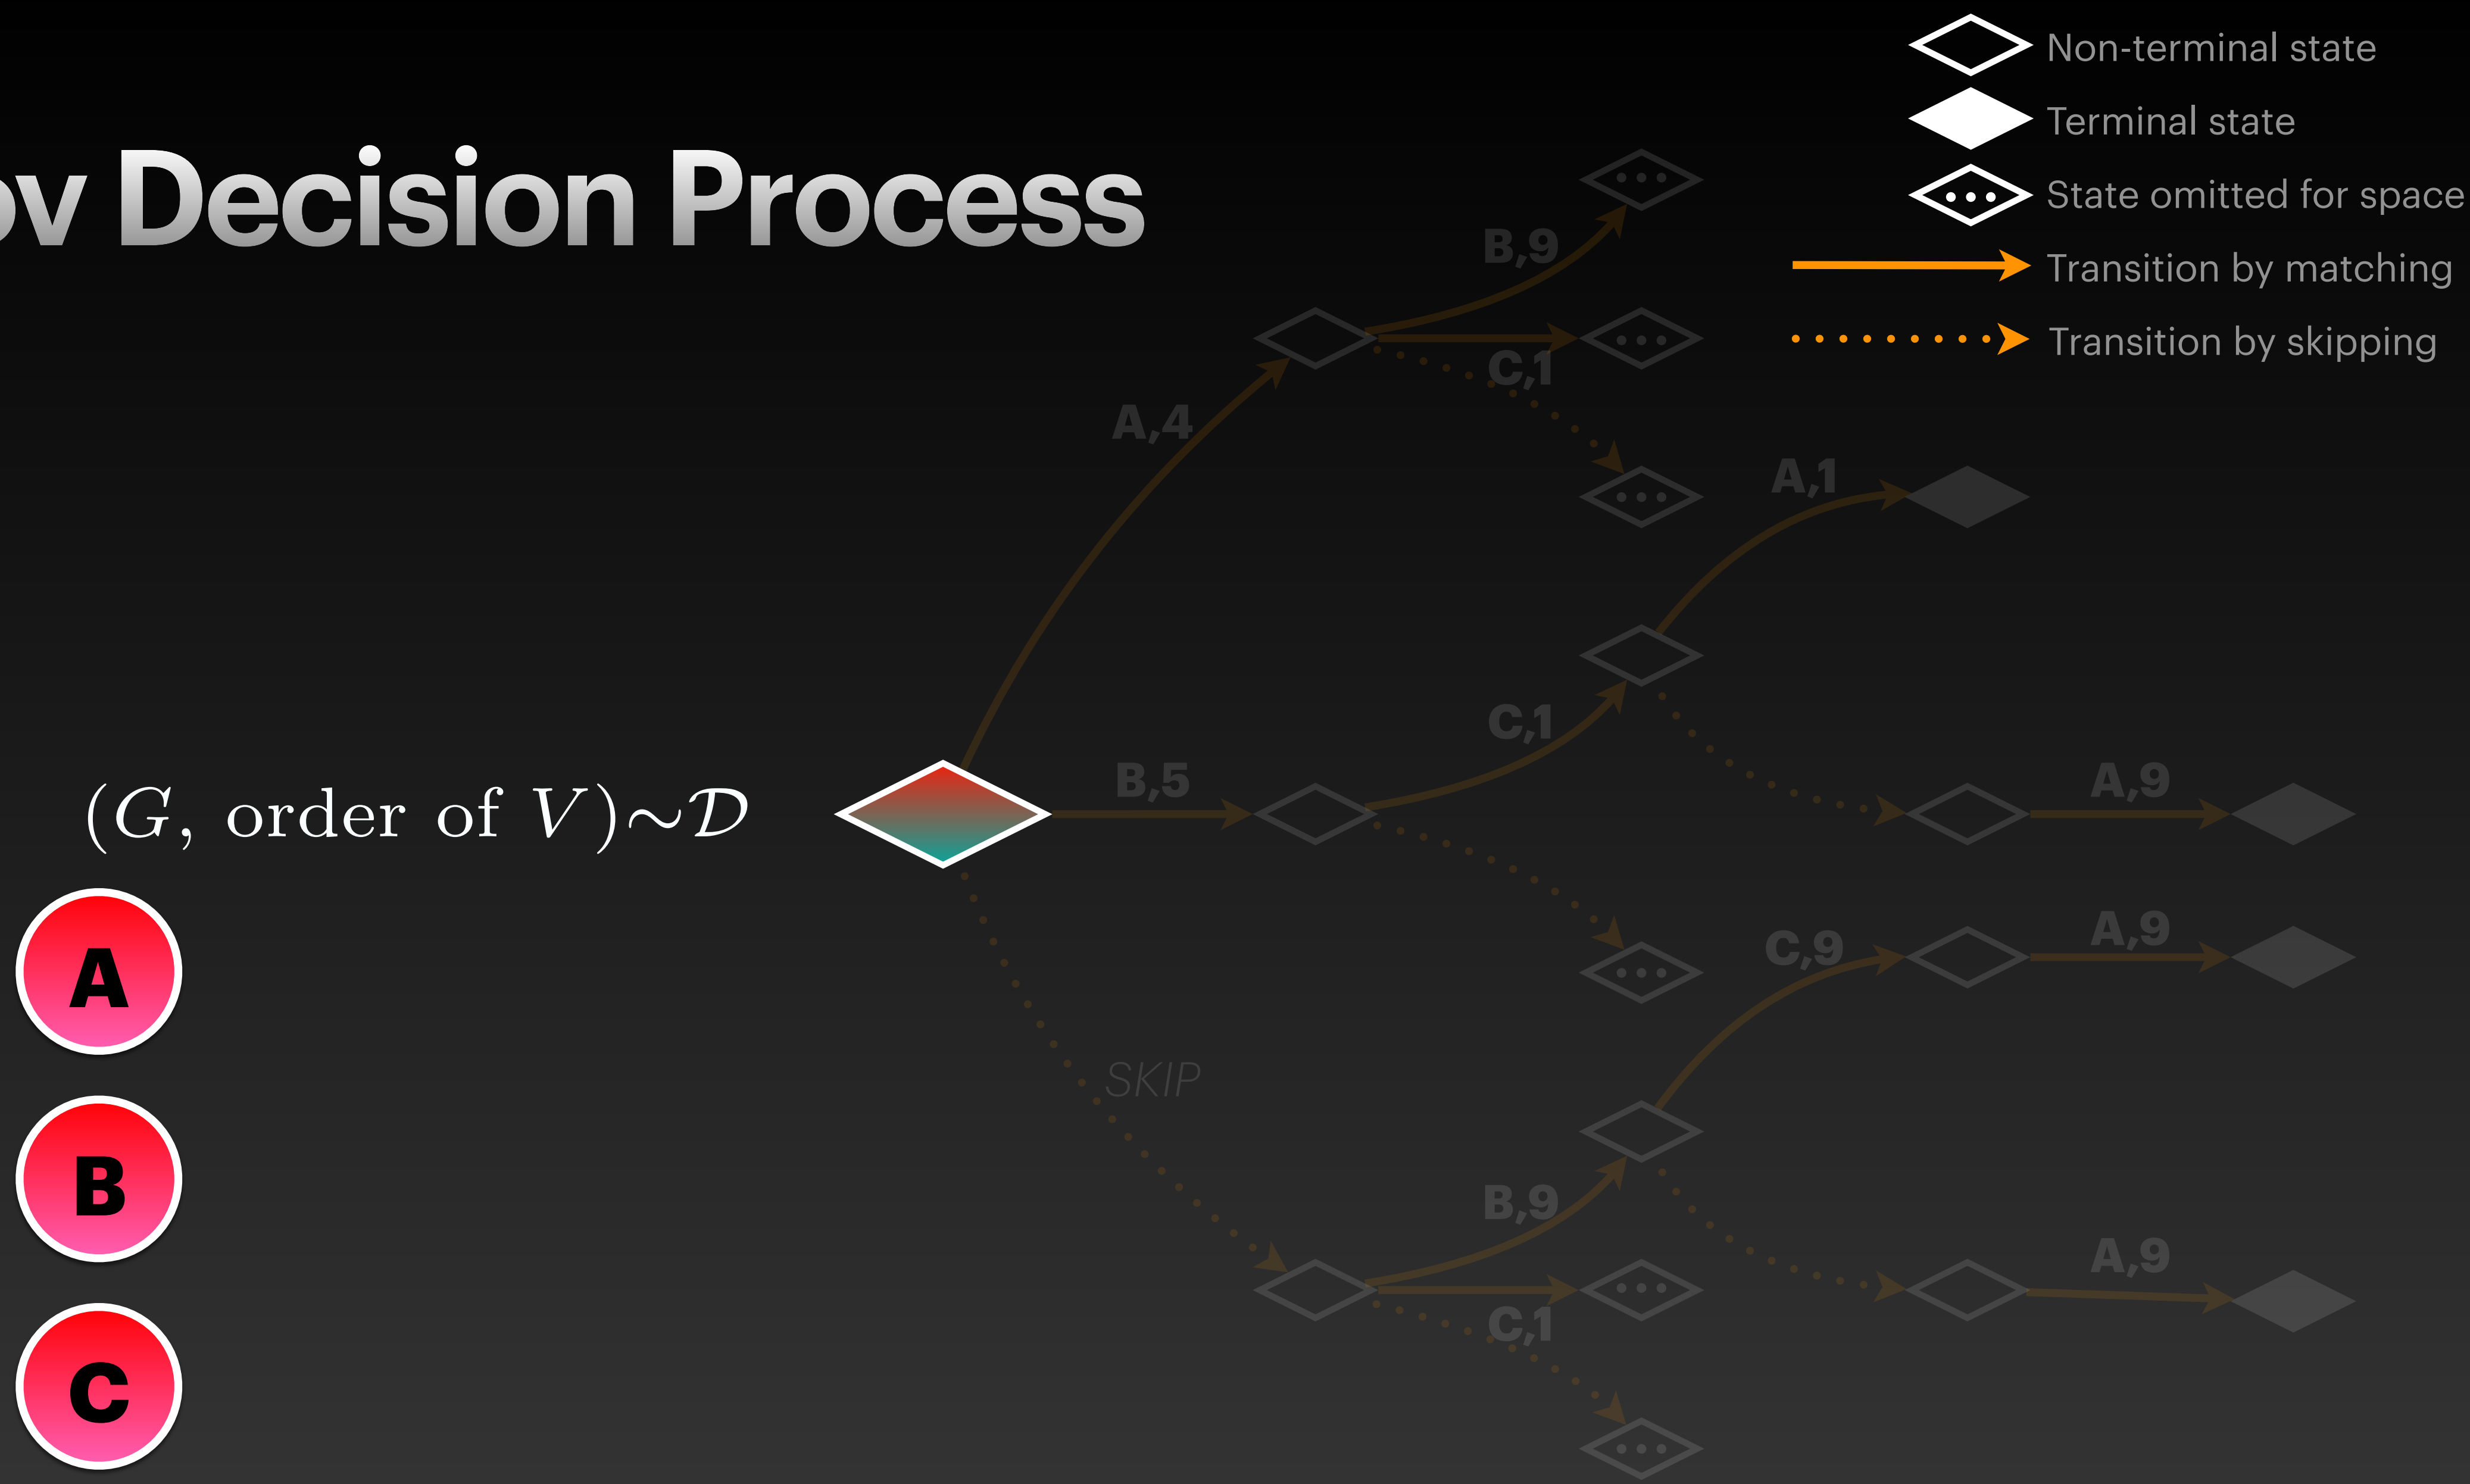 ov Decision Process
Non-terminal state
Terminal state
State omitted for space
Transition by matching
Transition by skipping
B,9
C,1
A,4
A,1
C,1
B,5
A,9
(G, order of V)~𝒟
A,9
C,9
A
SKIP
B
B,9
A,9
C,1
C